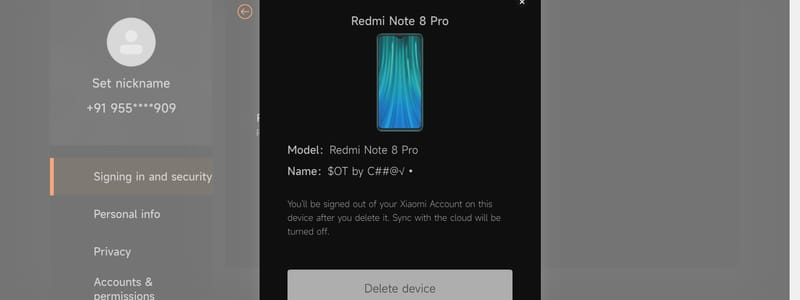 Set nickname
+91 955****909
Signing in and security
Personal info
Privacy
Accounts &
permissions
Redmi Note 8 Pro
Model: Redmi Note 8 Pro
Name: $OT by C##@√ •
You'll be signed out of your Xiaomi Account on this
device after you delete it. Sync with the cloud will be
turned off.
Delete device